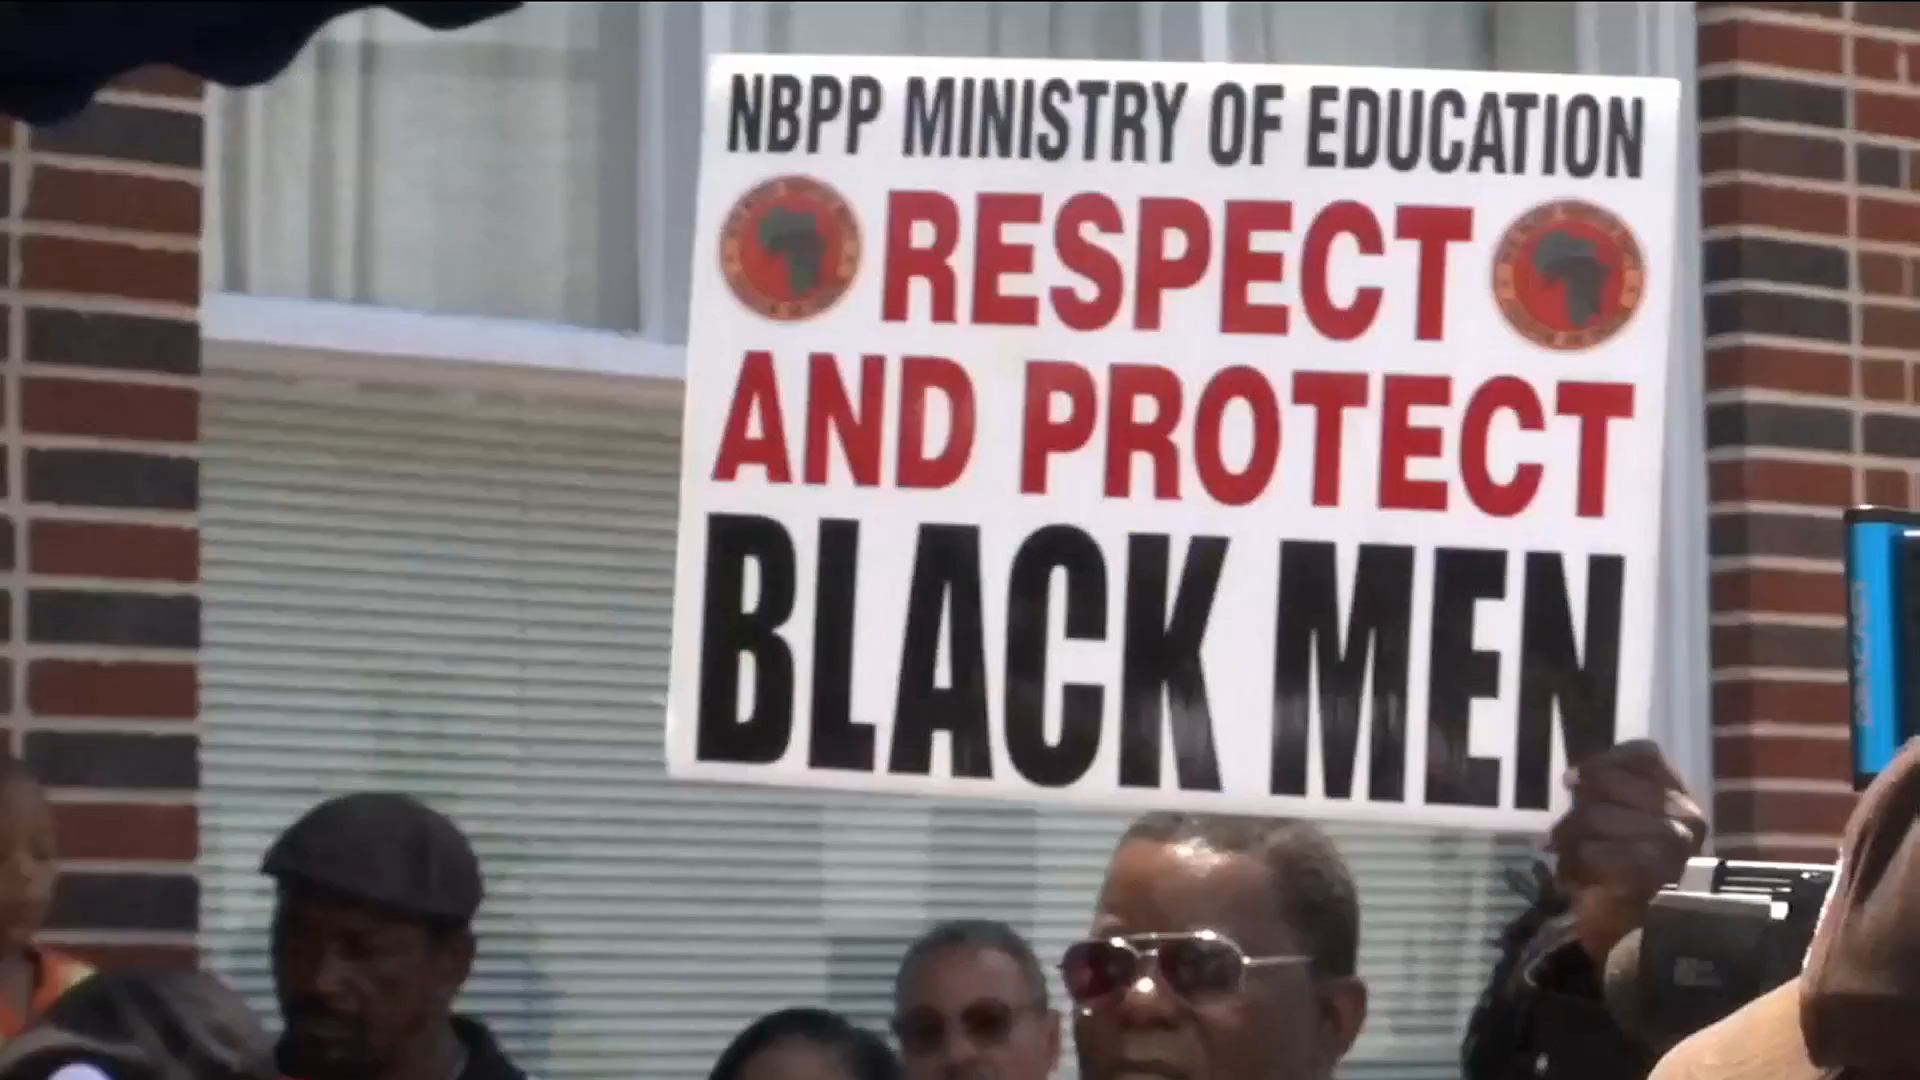 NBPP MINISTRY OF EDUCATION
RESPECT
AND PROTECT
BLACK MEN